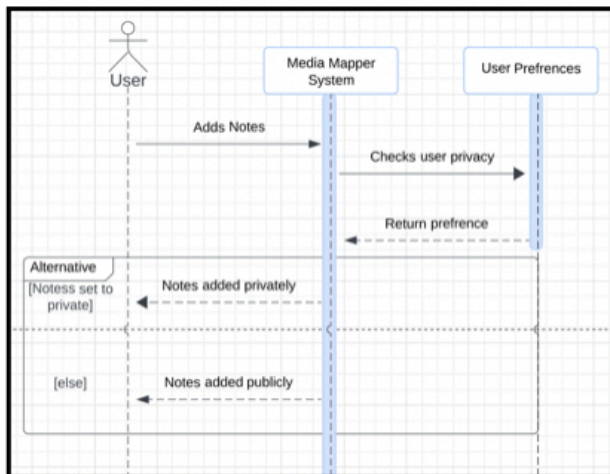 User
Media Mapper
System
User Prefrences
Adds Notes
Checks user privacy
Return prefrence
Alternative
[Notess set to
private]
Notes added privately
[else]
Notes added publicly